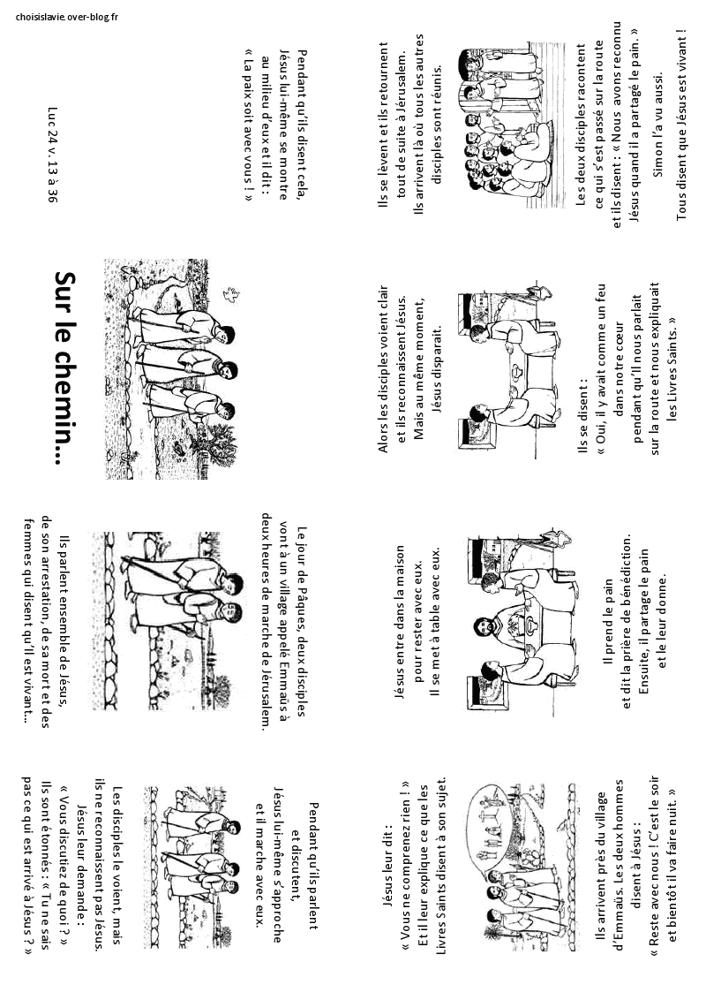 choisislavie.over-blog.fr
Sur le chemin...
Luc 24 v. 13 à 36
Le jour de Pâques, deux disciples
vont à un village appelé Emmaüs à
deux heures de marche de Jérusalem.
Ils parlent ensemble de Jésus,
de son arrestation, de sa mort et des
femmes qui disent qu'Il est vivant...
Pendant qu'ils parlent
et discutent,
Jésus lui-même s'approche
et il marche avec eux.
Les disciples le voient, mais
ils ne reconnaissent pas Jésus.
Jésus leur demande :
« Vous discutiez de quoi ? »
Ils sont étonnés : « Tu ne sais
pas ce qui est arrivé à Jésus ? »
Jésus leur dit :
« Vous ne comprenez rien ! »
Et il leur explique ce que les
Livres Saints disent à son sujet.
Ils arrivent près du village
d'Emmaüs. Les deux hommes
disent à Jésus :
« Reste avec nous ! C'est le soir
et bientôt il va faire nuit. »
Jésus entre dans la maison
pour rester avec eux.
Il se met à table avec eux.
Il prend le pain
et dit la prière de bénédiction.
Ensuite, il partage le pain
et le leur donne.
Alors les disciples voient clair
et ils reconnaissent Jésus.
Mais au même moment,
Jésus disparait.
Ils se disent :
« Oui, il y avait comme un feu
dans notre cœur
pendant qu'Il nous parlait
sur la route et nous expliquait
les Livres Saints. »
Ils se lèvent et ils retournent
tout de suite à Jérusalem.
Ils arrivent là où tous les autres
disciples sont réunis.
Les deux disciples racontent
ce qui s'est passé sur la route
et ils disent : « Nous avons reconnu
Jésus quand il a partagé le pain. »
Simon l'a vu aussi.
Tous disent que Jésus est vivant !
Pendant qu'ils disent cela,
Jésus lui-même se montre
au milieu d'eux et il dit :
« La paix soit avec vous ! »